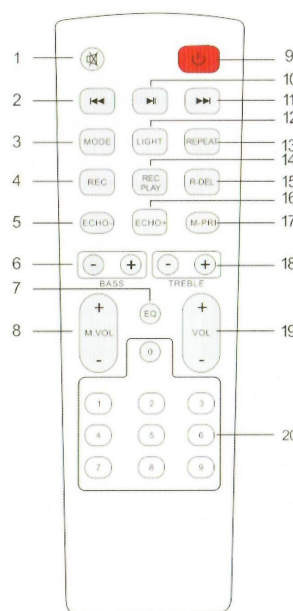 1 9
10
2 11
12
3 MODE LIGHT REPEAT 13
14
4 REC REC PLAY R-DEL 15
16
5 ECHO- ECHO+ M-PRI 17
6 - + - + 18
BASS TREBLE
7 EQ
8 + M.VOL - + VOL - 19
0
1 2 3
4 5 6 20
7 8 9